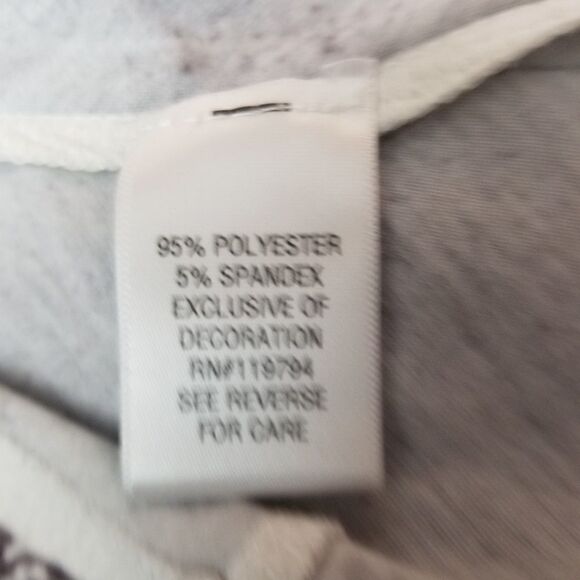 95% POLYESTER
5% SPANDEX
EXCLUSIVE OF
DECORATION
RN#119794
SEE REVERSE
FOR CARE